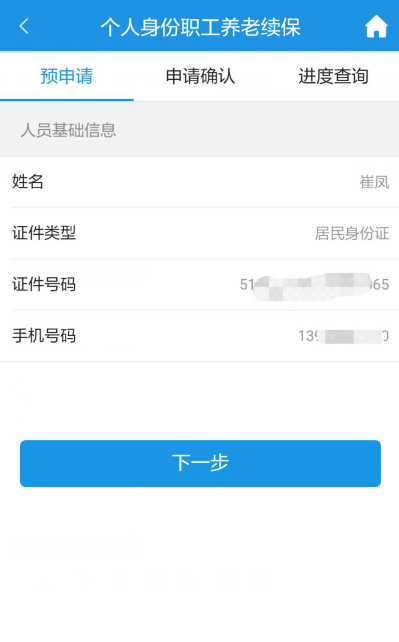 个人身份职工养老续保
预申请 申请确认 进度查询
人员基础信息
姓名 崔凤
证件类型 居民身份证
证件号码 51 065
手机号码 139 0
下一步